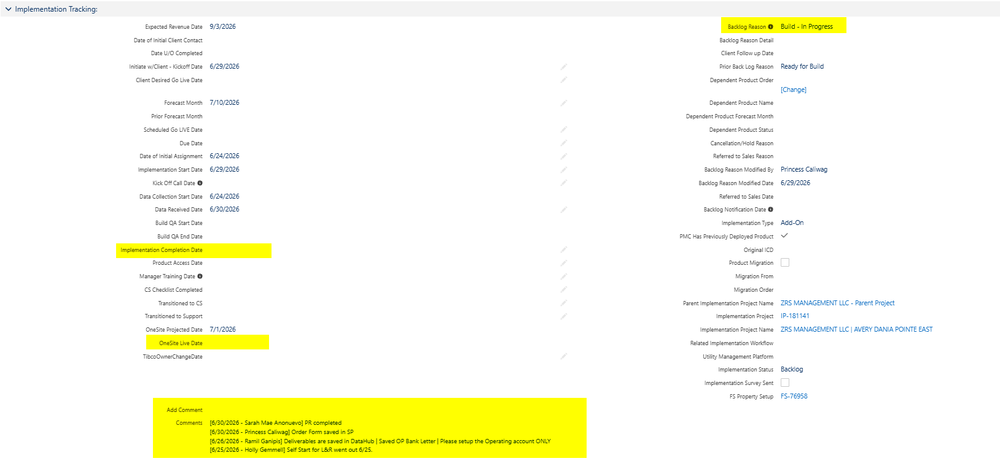 Implementation Tracking:
Expected Revenue Date 9/3/2026
Date of Initial Client Contact
Date U/O Completed
Initiate w/Client - Kickoff Date 6/29/2026
Client Desired Go Live Date
Forecast Month 7/10/2026
Prior Forecast Month
Scheduled Go LIVE Date
Due Date
Date of Initial Assignment 6/24/2026
Implementation Start Date 6/29/2026
Kick Off Call Date
Data Collection Start Date 6/24/2026
Data Received Date 6/30/2026
Build QA Start Date
Build QA End Date
Implementation Completion Date
Product Access Date
Manager Training Date
CS Checklist Completed
Transitioned to CS
Transitioned to Support
OneSite Projected Date 7/1/2026
OneSite Live Date
TibcoOwnerChangeDate
Backlog Reason Build - In Progress
Backlog Reason Detail
Client Follow up Date
Prior Back Log Reason Ready for Build
Dependent Product Order
[Change]
Dependent Product Name
Dependent Product Forecast Month
Dependent Product Status
Cancellation/Hold Reason
Referred to Sales Reason
Backlog Reason Modified By Princess Caliwag
Backlog Reason Modified Date 6/29/2026
Referred to Sales Date
Backlog Notification Date
Implementation Type Add-On
PMC Has Previously Deployed Product
Original ICD
Product Migration
Migration From
Migration Order
Parent Implementation Project Name ZRS MANAGEMENT LLC - Parent Project
Implementation Project IP-181141
Implementation Project Name ZRS MANAGEMENT LLC | AVERY DANIA POINTE EAST
Related Implementation Workflow
Utility Management Platform
Implementation Status Backlog
Implementation Survey Sent
FS Property Setup FS-76958
Add Comment
Comments [6/30/2026 - Sarah Mae Anonuevo] PR completed
[6/30/2026 - Princess Caliwag] Order Form saved in SP
[6/26/2026 - Ramil Ganipis] Deliverables are saved in DataHub | Saved OP Bank Letter | Please setup the Operating account ONLY
[6/25/2026 - Holly Gemmell] Self Start for L&R went out 6/25.